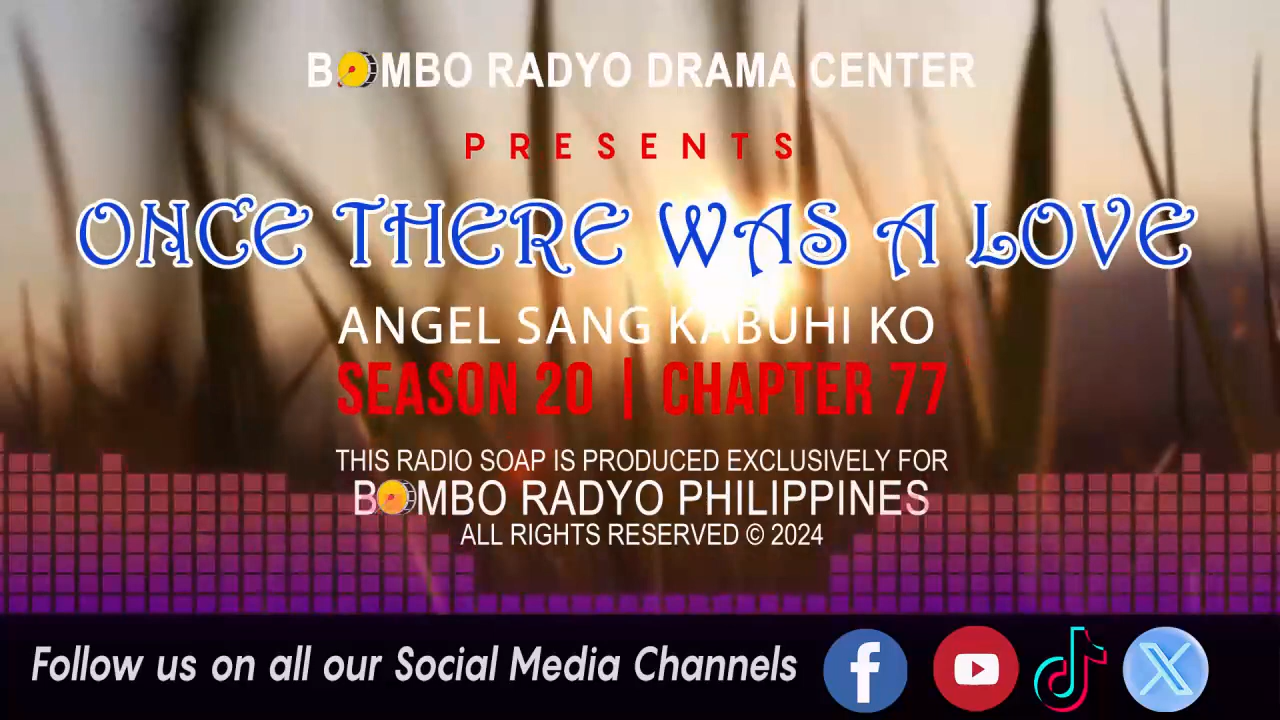 BOMBO RADYO DRAMA CENTER
PRESENTS
ONCE THERE WAS A LOVE
ANGEL SANG KABUHI KO
SEASON 20 | CHAPTER 77
THIS RADIO SOAP IS PRODUCED EXCLUSIVELY FOR
BOMBO RADYO PHILIPPINES
ALL RIGHTS RESERVED © 2024
Follow us on all our Social Media Channels